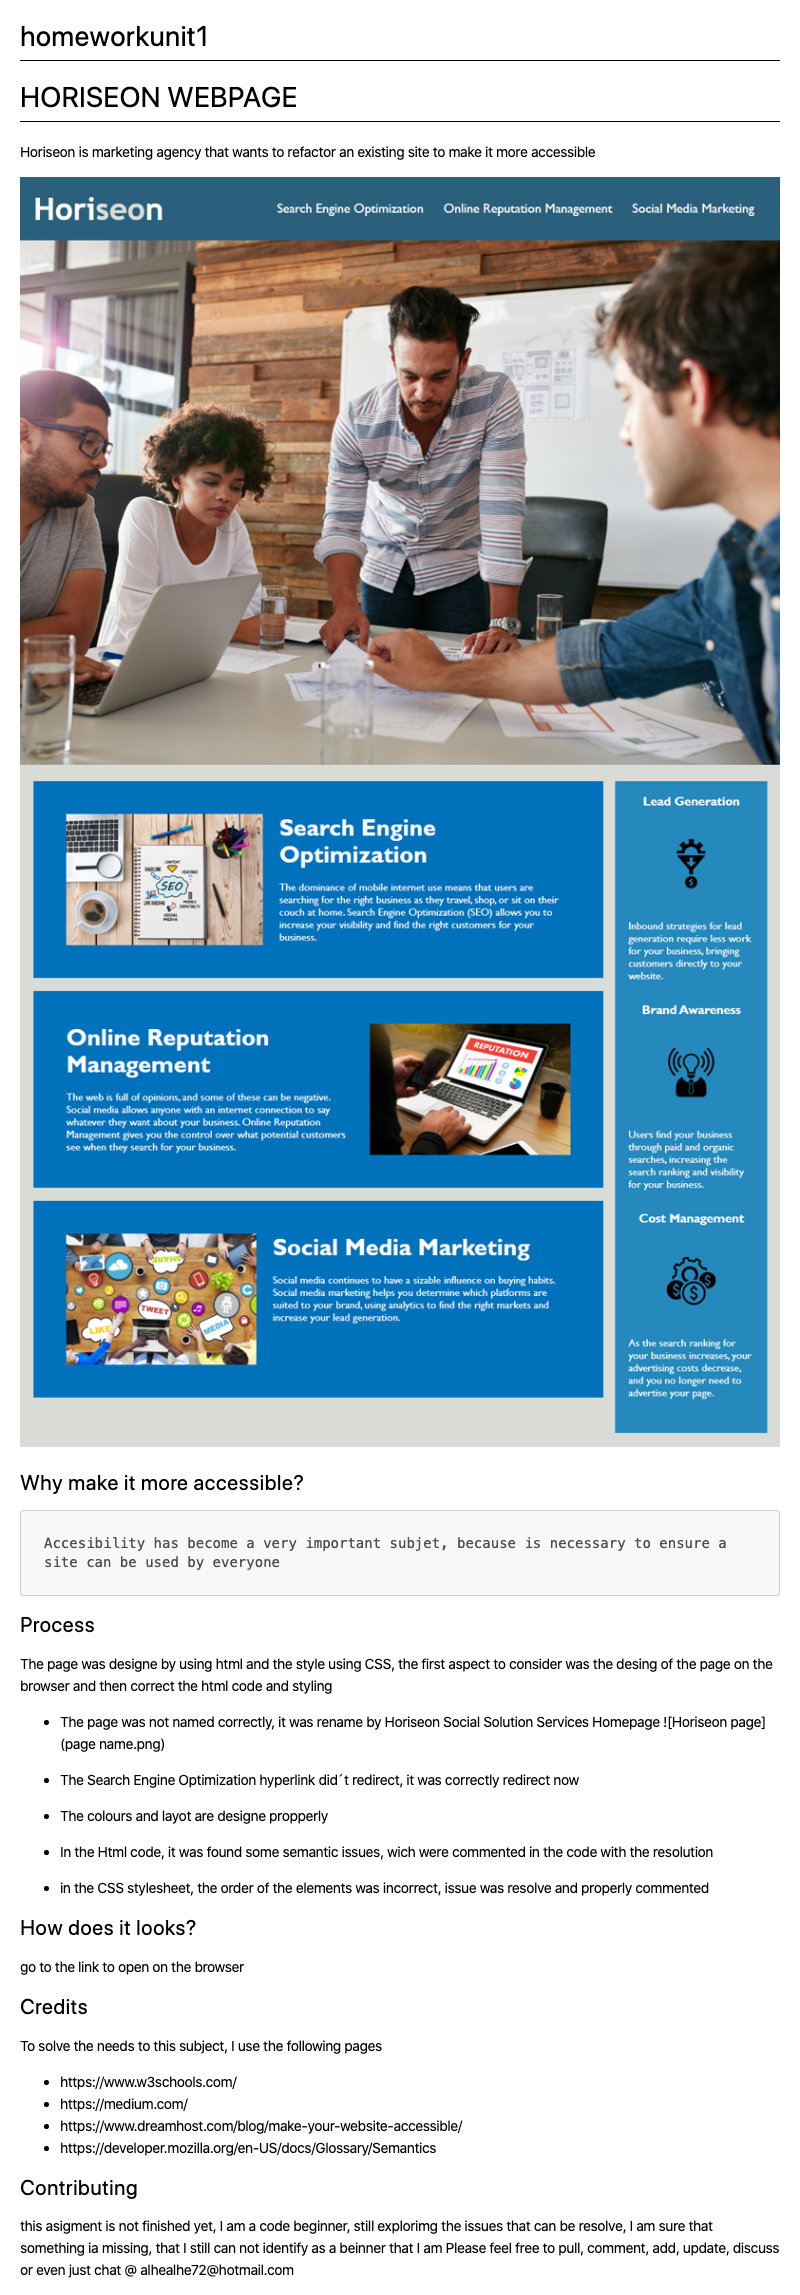 homeworkunit1
HORISEON WEBPAGE
Horiseon is marketing agency that wants to refactor an existing site to make it more accessible
Horiseon
Search Engine Optimization
Online Reputation Management
Social Media Marketing
Search Engine
Optimization
The dominance of mobile internet use means that users are
searching for the right business as they travel, shop, or sit on their
couch at home. Search Engine Optimization (SEO) allows you to
increase your visibility and find the right customers for your
business.
CONTENT
SEO
LINK BUILDING
SOCIAL
MEDIA
Online Reputation
Management
The web is full of opinions, and some of these can be negative.
Social media allows anyone with an internet connection to say
whatever they want about your business. Online Reputation
Management gives you the control over what potential customers
see when they search for your business.
REPUTATION
SHARE
TWEET
LIKE
MEDIA
Social Media Marketing
Social media continues to have a sizable influence on buying habits.
Social media marketing helps you determine which platforms are
suited to your brand, using analytics to find the right markets and
increase your lead generation.
Lead Generation
Inbound strategies for lead
generation require less work
for your business, bringing
customers directly to your
website.
Brand Awareness
Users find your business
through paid and organic
searches, increasing the
search ranking and visibility
for your business.
Cost Management
As the search ranking for
your business increases, your
advertising costs decrease,
and you no longer need to
advertise your page.
Why make it more accessible?
Accesibility has become a very important subjet, because is necessary to ensure a
site can be used by everyone
Process
The page was designe by using html and the style using CSS, the first aspect to consider was the desing of the page on the
browser and then correct the html code and styling
• The page was not named correctly, it was rename by Horiseon Social Solution Services Homepage ![Horiseon page]
(page name.png)
• The Search Engine Optimization hyperlink did´t redirect, it was correctly redirect now
• The colours and layot are designe propperly
• In the Html code, it was found some semantic issues, wich were commented in the code with the resolution
• in the CSS stylesheet, the order of the elements was incorrect, issue was resolve and properly commented
How does it looks?
go to the link to open on the browser
Credits
To solve the needs to this subject, I use the following pages
• https://www.w3schools.com/
• https://medium.com/
• https://www.dreamhost.com/blog/make-your-website-accessible/
• https://developer.mozilla.org/en-US/docs/Glossary/Semantics
Contributing
this asigment is not finished yet, I am a code beginner, still explorimg the issues that can be resolve, I am sure that
something ia missing, that I still can not identify as a beinner that I am Please feel free to pull, comment, add, update, discuss
or even just chat @ alhealhe72@hotmail.com